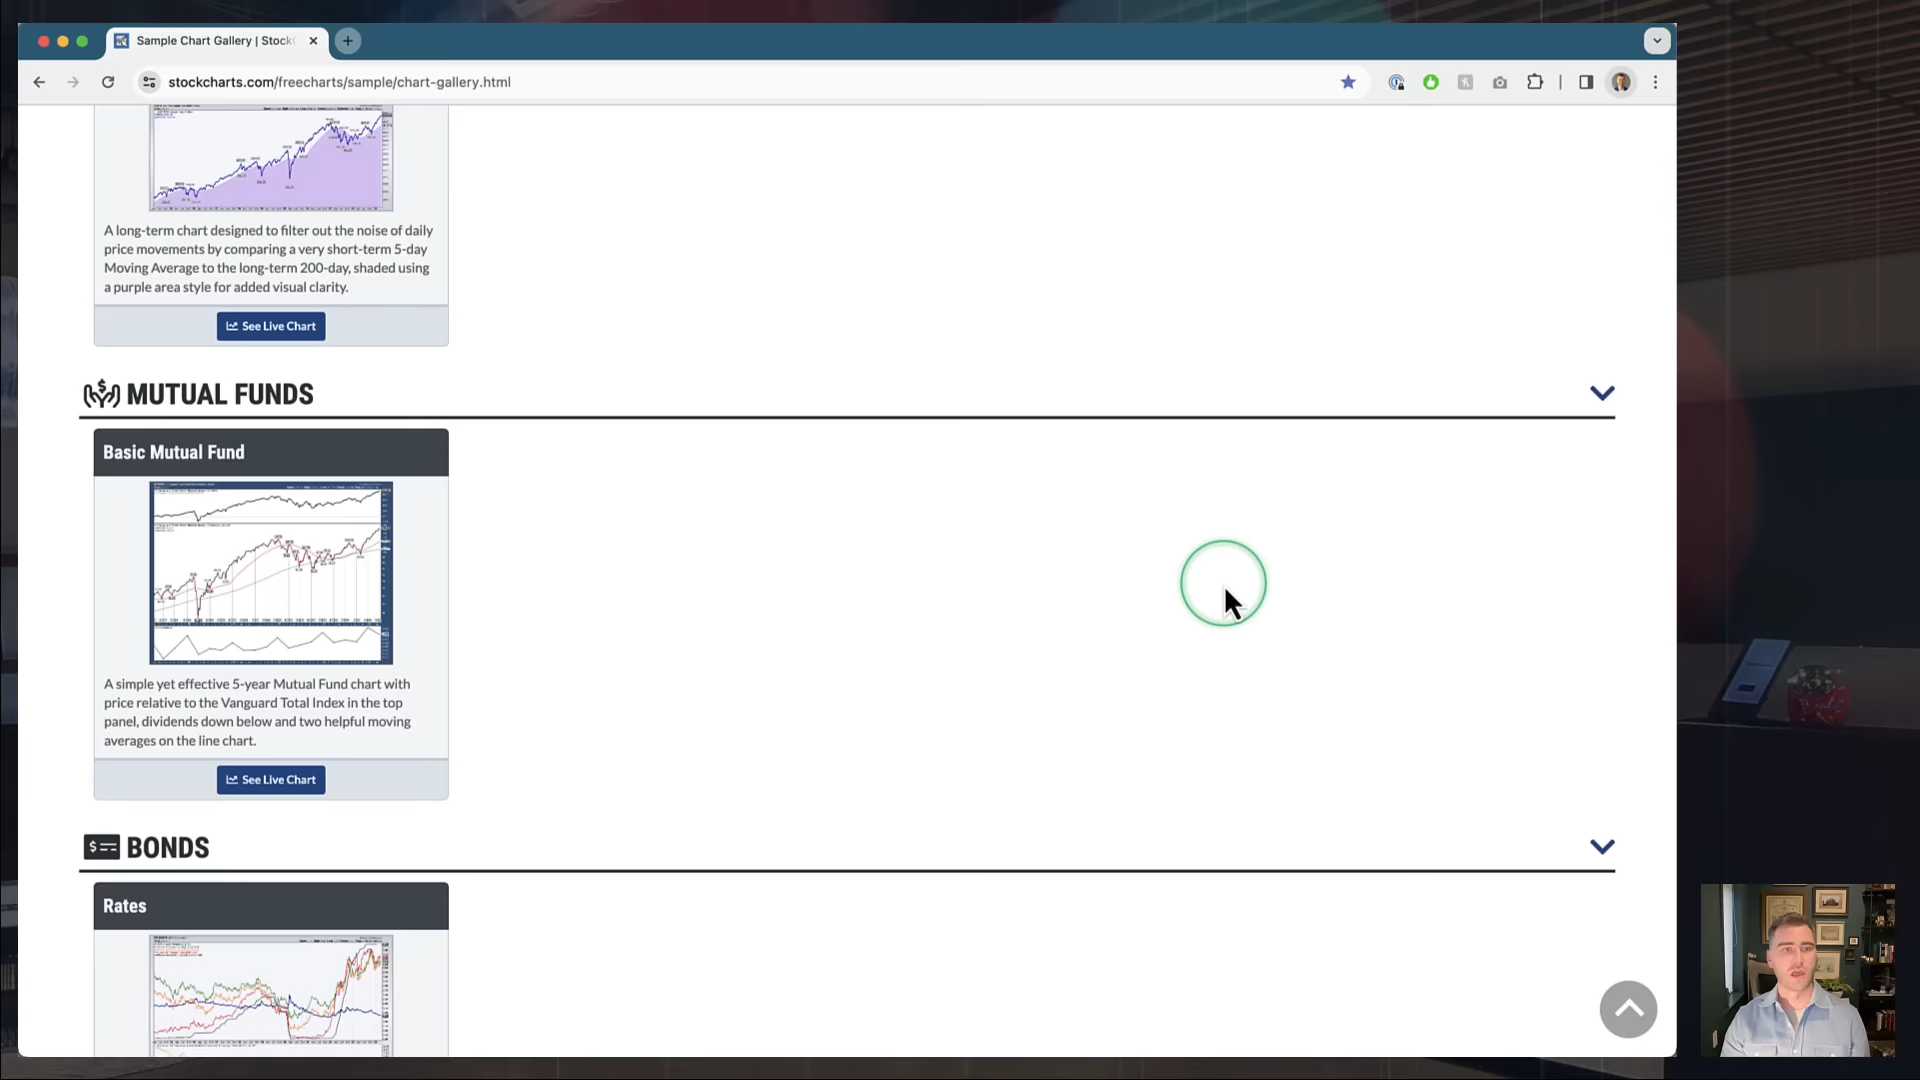 Sample Chart Gallery | Stock
stockcharts.com/freecharts/sample/chart-gallery.html
A long-term chart designed to filter out the noise of daily
price movements by comparing a very short-term 5-day
Moving Average to the long-term 200-day, shaded using
a purple area style for added visual clarity.
See Live Chart
MUTUAL FUNDS
Basic Mutual Fund
A simple yet effective 5-year Mutual Fund chart with
price relative to the Vanguard Total Index in the top
panel, dividends down below and two helpful moving
averages on the line chart.
See Live Chart
BONDS
Rates